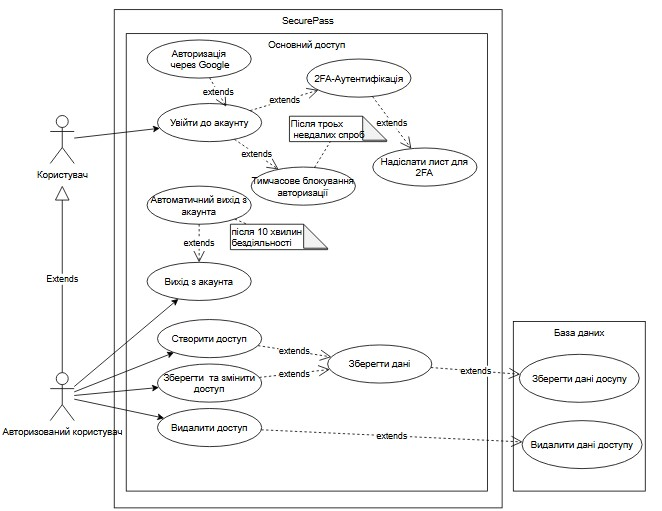 SecurePass
Основний доступ
Авторизація
через Google
2FA-Аутентифікація
extends
extends
extends
Увійти до акаунту
Після трьох
невдалих спроб
extends
Надіслати лист для
2FA
Користувач
Тимчасове блокування
авторизації
Автоматичний вихід з
акаунта
після 10 хвилин
бездіяльності
extends
Extends
Вихід з акаунта
База даних
Створити доступ
extends
Зберегти дані
extends
extends
Зберегти та змінити
доступ
Зберегти дані досупу
Авторизований користувач
Видалити доступ
extends
Видалити дані доступу